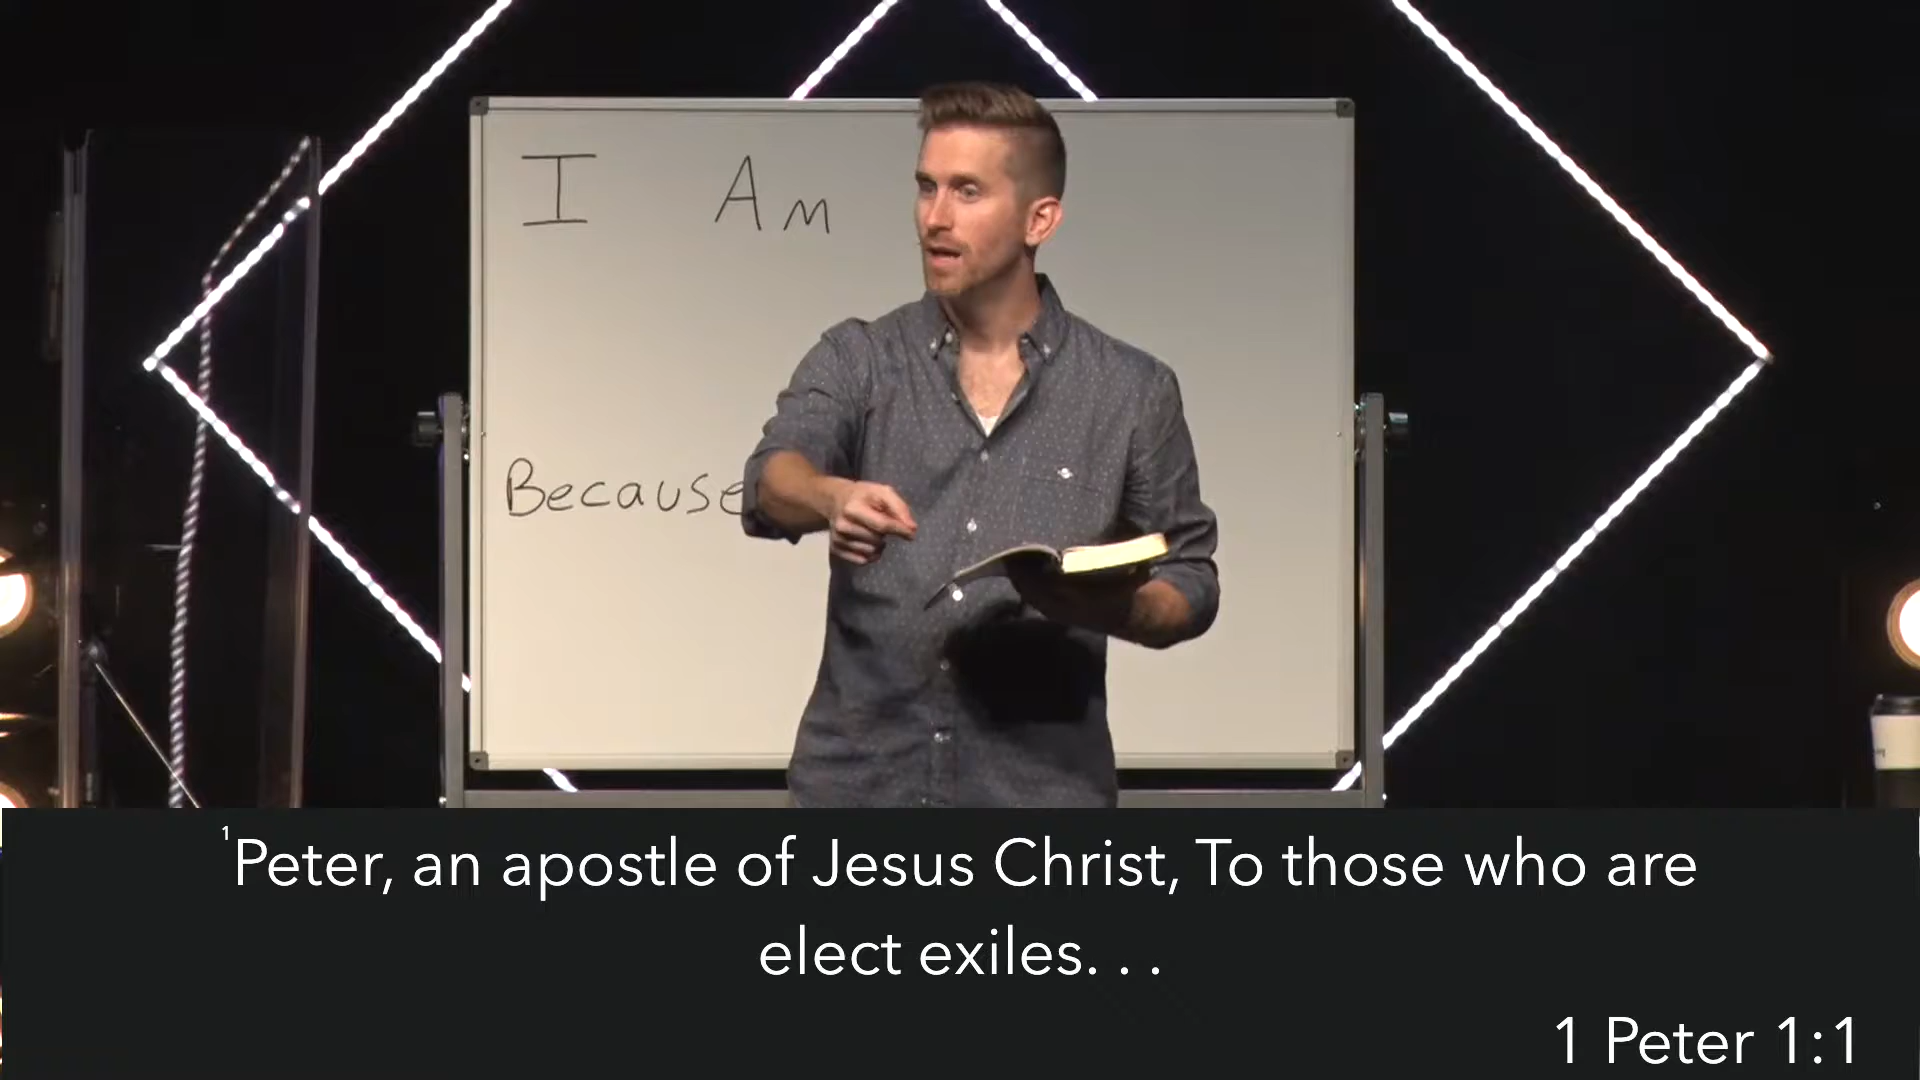 I Am
Because
¹Peter, an apostle of Jesus Christ, To those who are
elect exiles. . .
1 Peter 1:1